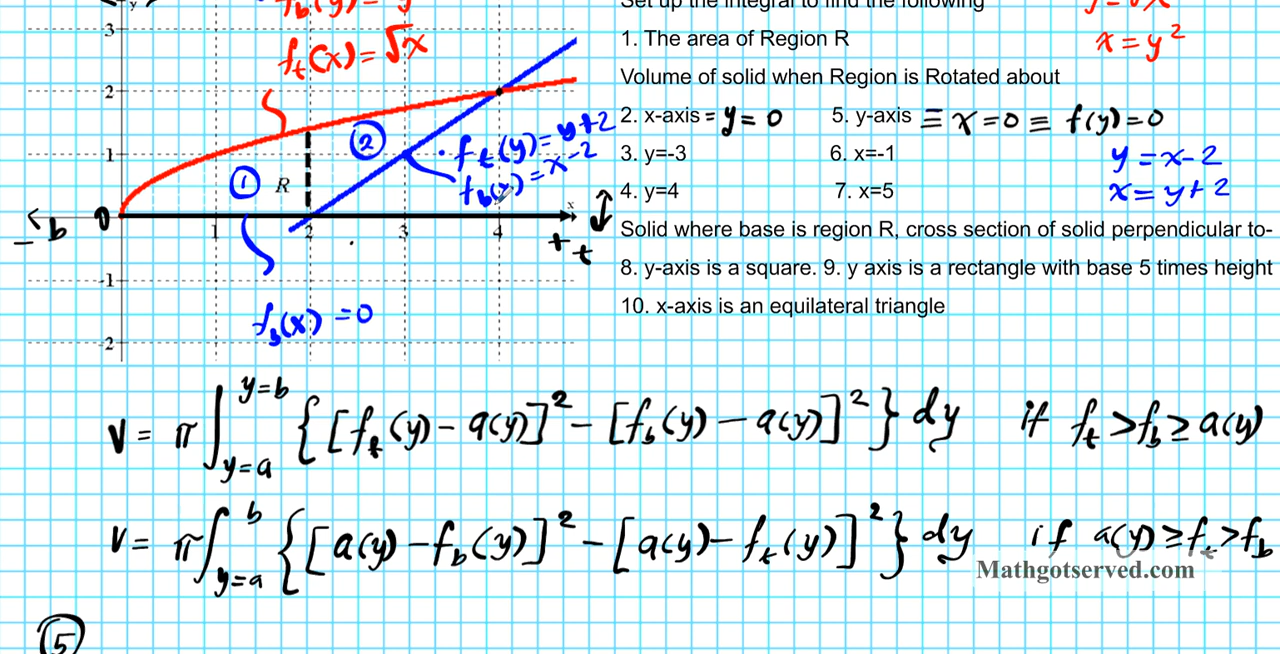 y
f_b(y) = y
Set up the integral to find the following
3
f_t(x) = √x
1. The area of Region R
x = y²
Volume of solid when Region is Rotated about
2
2. x-axis = y = 0 5. y-axis ≡ x = 0 ≡ f(y) = 0
② f_t(y) = y+2
1
3. y=-3 6. x=-1 y = x-2
f_b(x) = x-2
① R
4. y=4 7. x=5 x = y+2
x
-b 0 1 2 3 4 + t
Solid where base is region R, cross section of solid perpendicular to-
-1
8. y-axis is a square. 9. y axis is a rectangle with base 5 times height
f_b(x) = 0
10. x-axis is an equilateral triangle
-2
V = π ∫_{y=a}^{y=b} {[f_t(y) - a(y)]² - [f_b(y) - a(y)]²} dy if f_t > f_b ≥ a(y)
V = π ∫_{y=a}^{b} {[a(y) - f_b(y)]² - [a(y) - f_t(y)]²} dy if a(y) ≥ f_t > f_b
Mathgotserved.com
⑤